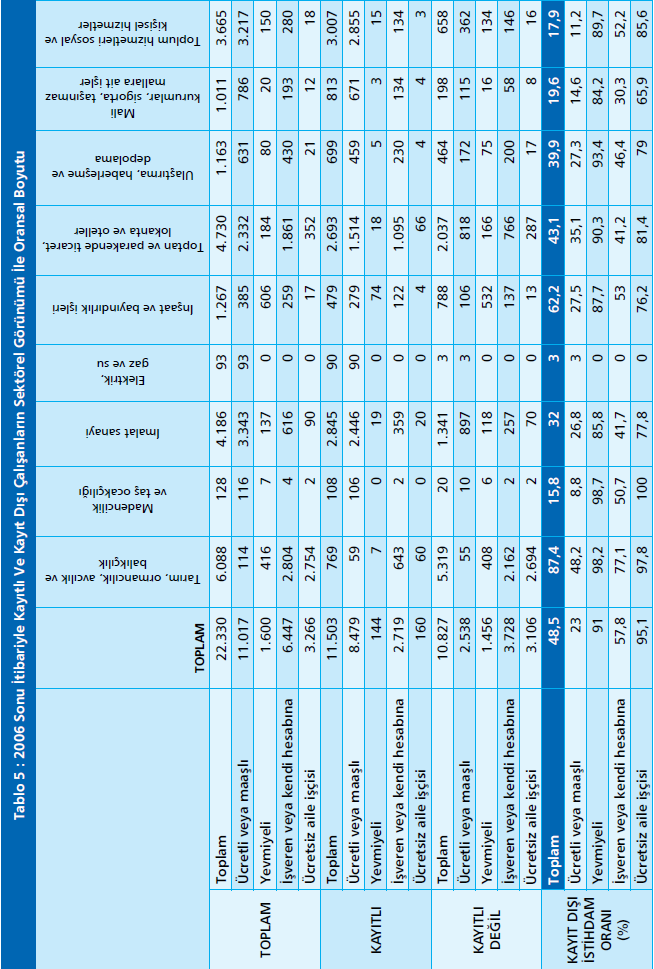 Tablo 5 : 2006 Sonu İtibariyle Kayıtlı Ve Kayıt Dışı Çalışanların Sektörel Görünümü İle Oransal Boyutu
TOPLAM
Tarım, ormancılık, avcılık ve balıkçılık
Madencilik ve taş ocakçılığı
İmalat sanayi
Elektrik, gaz ve su
İnşaat ve bayındırlık işleri
Toptan ve parakende ticaret, lokanta ve oteller
Ulaştırma, haberleşme ve depolama
Mali kurumlar, sigorta, taşınmaz mallara ait işler
Toplum hizmetleri sosyal ve kişisel hizmetler
TOPLAM
Toplam 22.330 6.088 128 4.186 93 1.267 4.730 1.163 1.011 3.665
Ücretli veya maaşlı 11.017 114 116 3.343 93 385 2.332 631 786 3.217
Yevmiyeli 1.600 416 7 137 0 606 184 80 20 150
İşveren veya kendi hesabına 6.447 2.804 4 616 0 259 1.861 430 193 280
Ücretsiz aile işçisi 3.266 2.754 2 90 0 17 352 21 12 18
KAYITLI
Toplam 11.503 769 108 2.845 90 479 2.693 699 813 3.007
Ücretli veya maaşlı 8.479 59 106 2.446 90 279 1.514 459 671 2.855
Yevmiyeli 144 7 0 19 0 74 18 5 3 15
İşveren veya kendi hesabına 2.719 643 2 359 0 122 1.095 230 134 134
Ücretsiz aile işçisi 160 60 0 20 0 4 66 4 4 3
KAYITLI DEĞİL
Toplam 10.827 5.319 20 1.341 3 788 2.037 464 198 658
Ücretli veya maaşlı 2.538 55 10 897 3 106 818 172 115 362
Yevmiyeli 1.456 408 6 118 0 532 166 75 16 134
İşveren veya kendi hesabına 3.728 2.162 2 257 0 137 766 200 58 146
Ücretsiz aile işçisi 3.106 2.694 2 70 0 13 287 17 8 16
KAYIT DIŞI İSTİHDAM ORANI (%)
Toplam 48,5 87,4 15,8 32 3 62,2 43,1 39,9 19,6 17,9
Ücretli veya maaşlı 23 48,2 8,8 26,8 3 27,5 35,1 27,3 14,6 11,2
Yevmiyeli 91 98,2 98,7 85,8 0 87,7 90,3 93,4 84,2 89,7
İşveren veya kendi hesabına 57,8 77,1 50,7 41,7 0 53 41,2 46,4 30,3 52,2
Ücretsiz aile işçisi 95,1 97,8 100 77,8 0 76,2 81,4 79 65,9 85,6